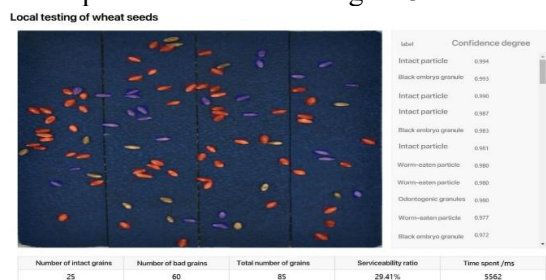 Local testing of wheat seeds
label Confidence degree
Intact particle 0.994
Black embryo granule 0.993
Intact particle 0.990
Intact particle 0.987
Black embryo granule 0.983
Intact particle 0.981
Worm-eaten particle 0.980
Worm-eaten particle 0.980
Odontogenic granules 0.980
Worm-eaten particle 0.977
Black embryo granule 0.972
Number of intact grains Number of bad grains Total number of grains Serviceability ratio Time spent /ms
25 60 85 29.41% 5562